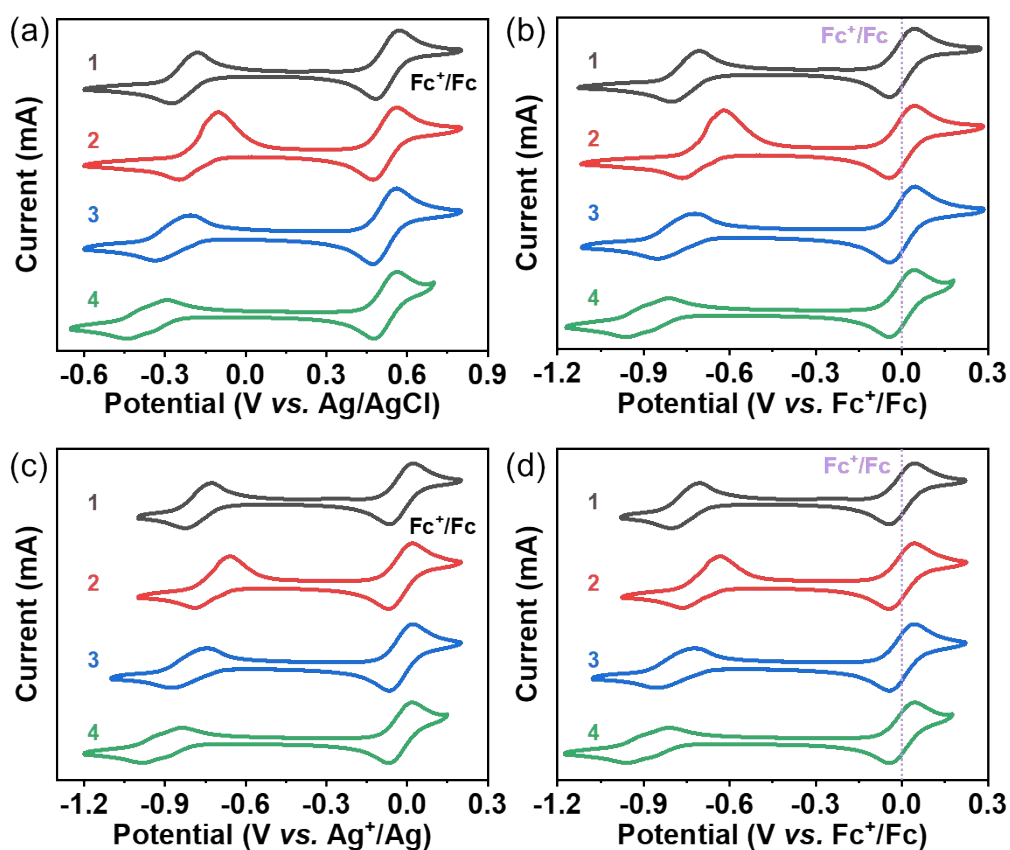 (a)
1
2
3
4
Fc⁺/Fc
Current (mA)
-0.6 -0.3 0.0 0.3 0.6 0.9
Potential (V vs. Ag/AgCl)
(b)
Fc⁺/Fc
1
2
3
4
Current (mA)
-1.2 -0.9 -0.6 -0.3 0.0 0.3
Potential (V vs. Fc⁺/Fc)
(c)
1
2
3
4
Fc⁺/Fc
Current (mA)
-1.2 -0.9 -0.6 -0.3 0.0 0.3
Potential (V vs. Ag⁺/Ag)
(d)
Fc⁺/Fc
1
2
3
4
Current (mA)
-1.2 -0.9 -0.6 -0.3 0.0 0.3
Potential (V vs. Fc⁺/Fc)